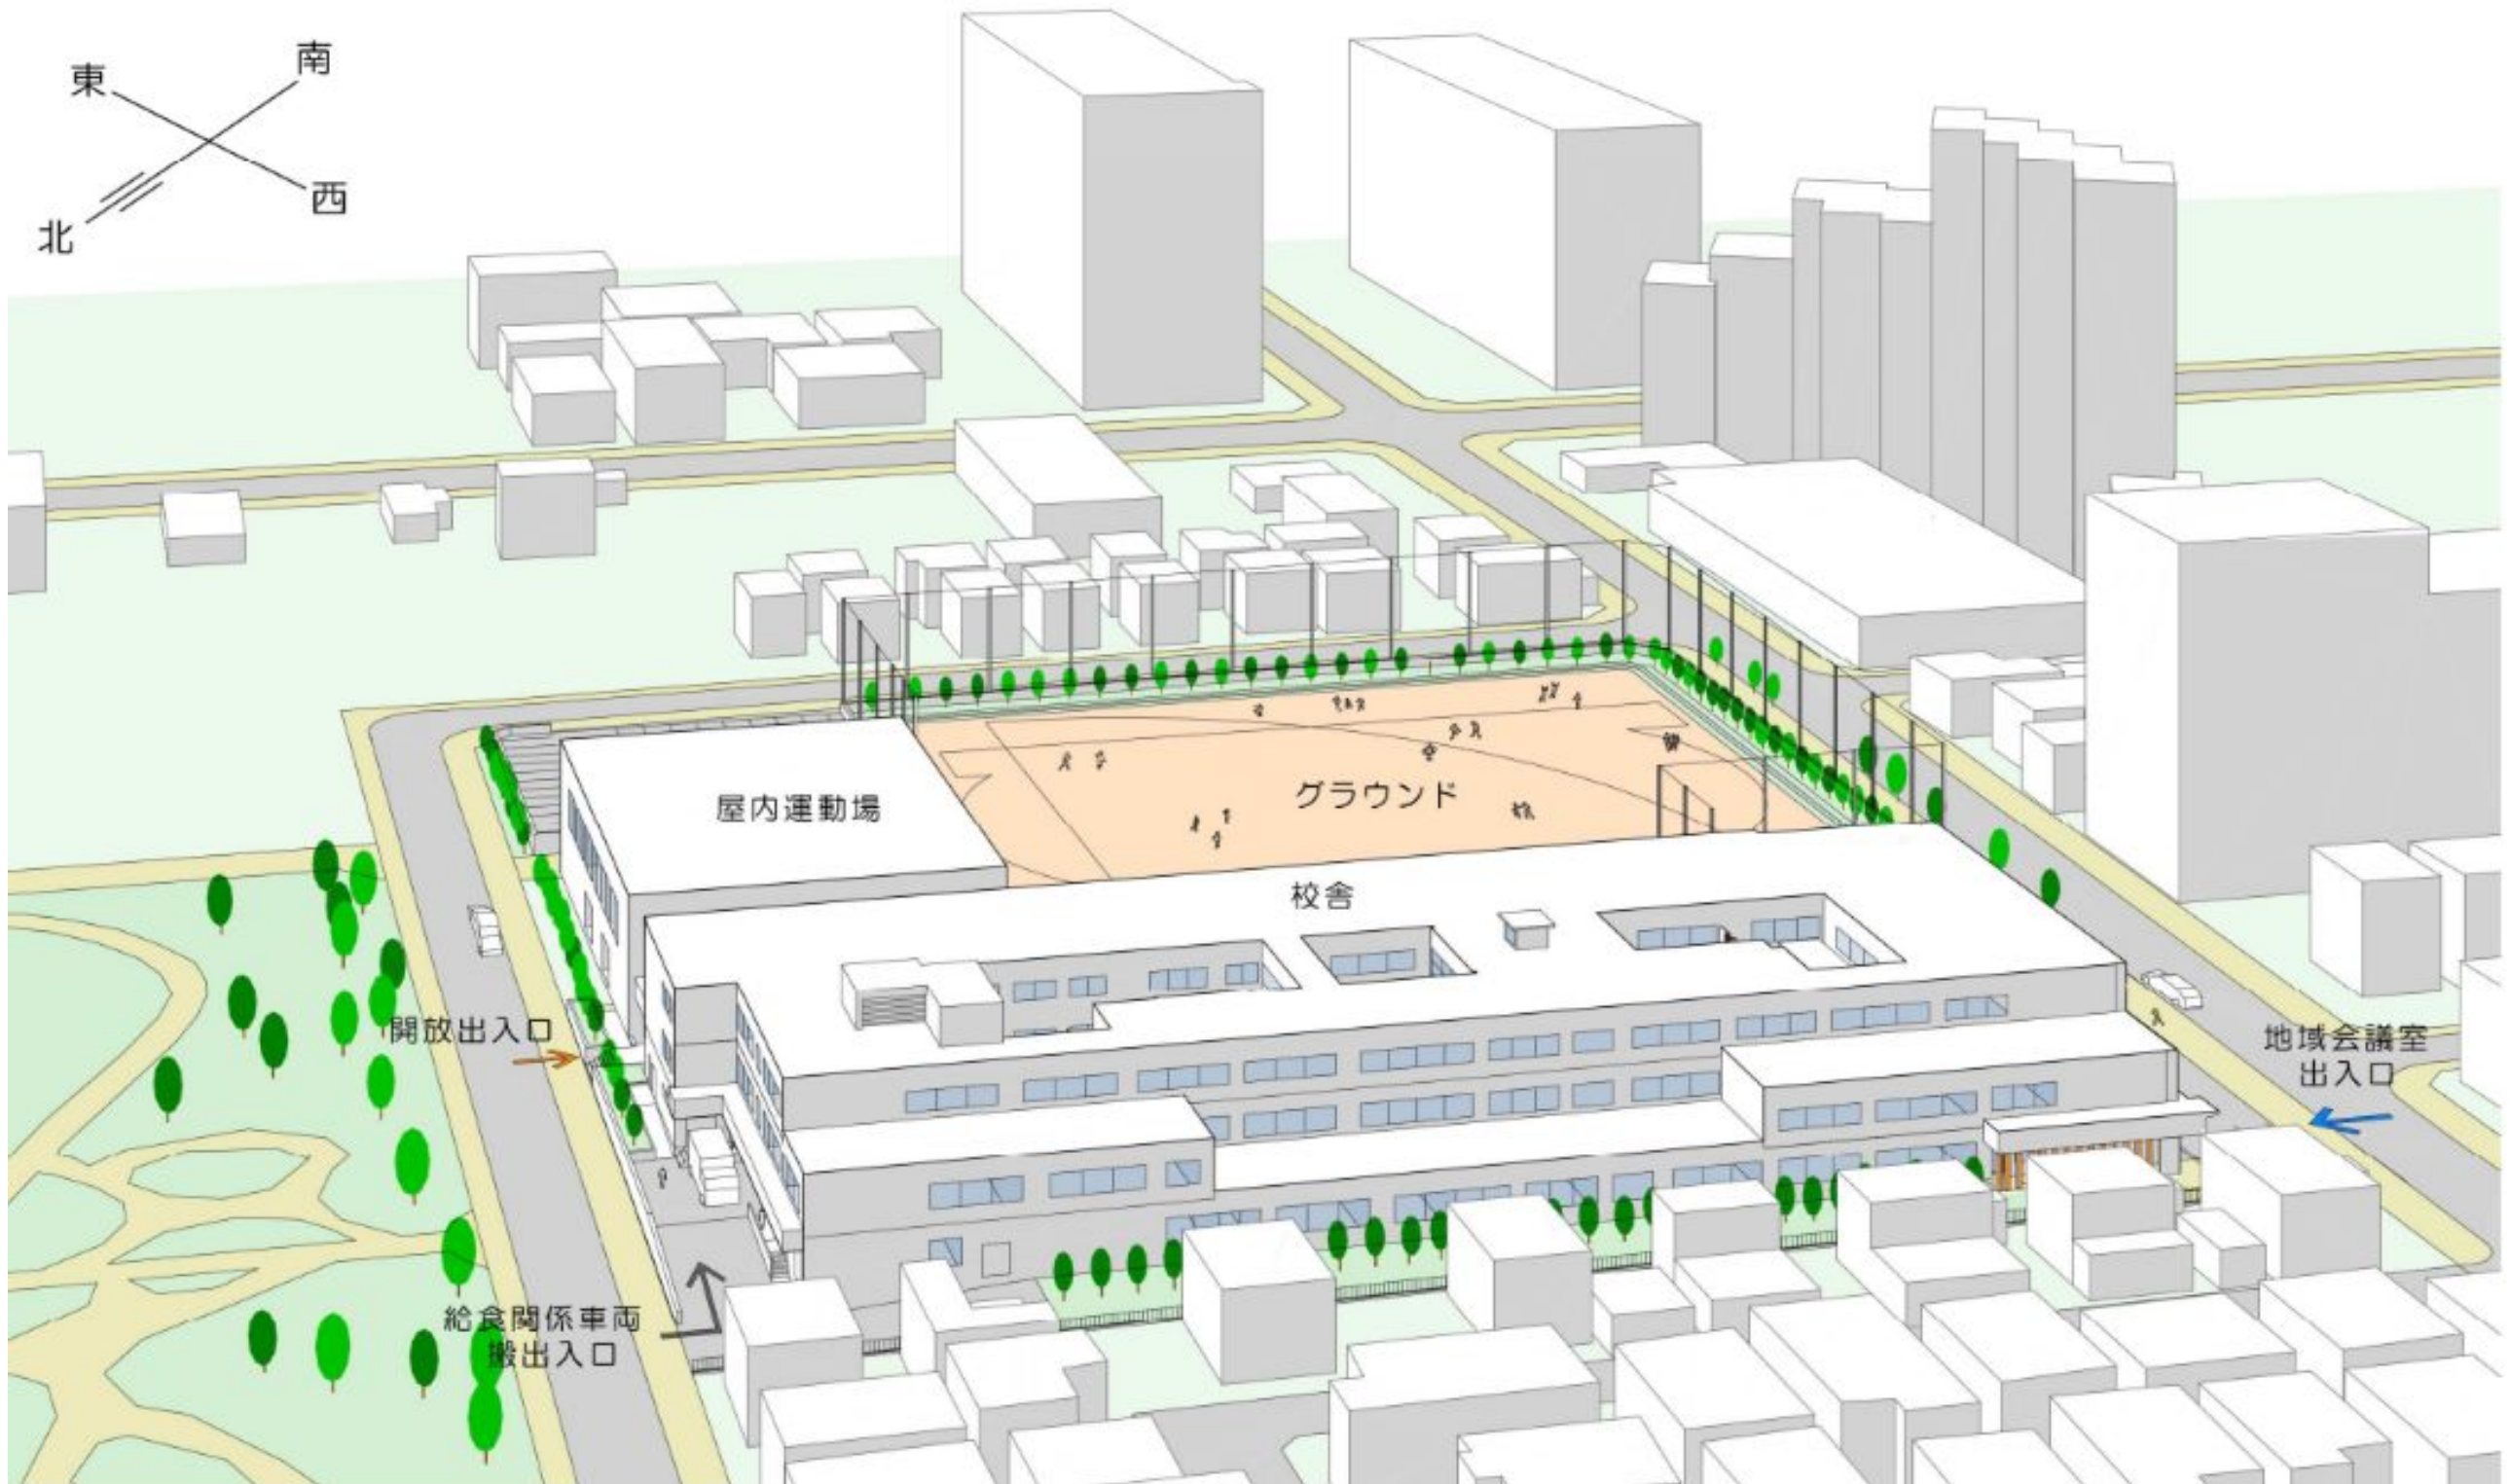 南
東
西
北
屋内運動場
グラウンド
校舎
開放出入口
地域会議室
出入口
給食関係車両
搬出入口